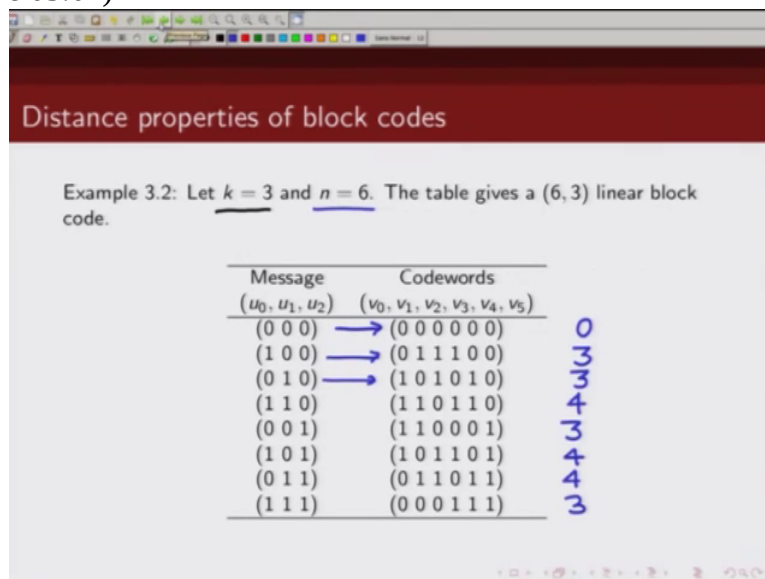 Distance properties of block codes
Example 3.2: Let k = 3 and n = 6. The table gives a (6, 3) linear block
code.
Message Codewords
(u₀, u₁, u₂) (v₀, v₁, v₂, v₃, v₄, v₅)
(0 0 0) → (0 0 0 0 0 0) 0
(1 0 0) → (0 1 1 1 0 0) 3
(0 1 0) → (1 0 1 0 1 0) 3
(1 1 0) (1 1 0 1 1 0) 4
(0 0 1) (1 1 0 0 0 1) 3
(1 0 1) (1 0 1 1 0 1) 4
(0 1 1) (0 1 1 0 1 1) 4
(1 1 1) (0 0 0 1 1 1) 3